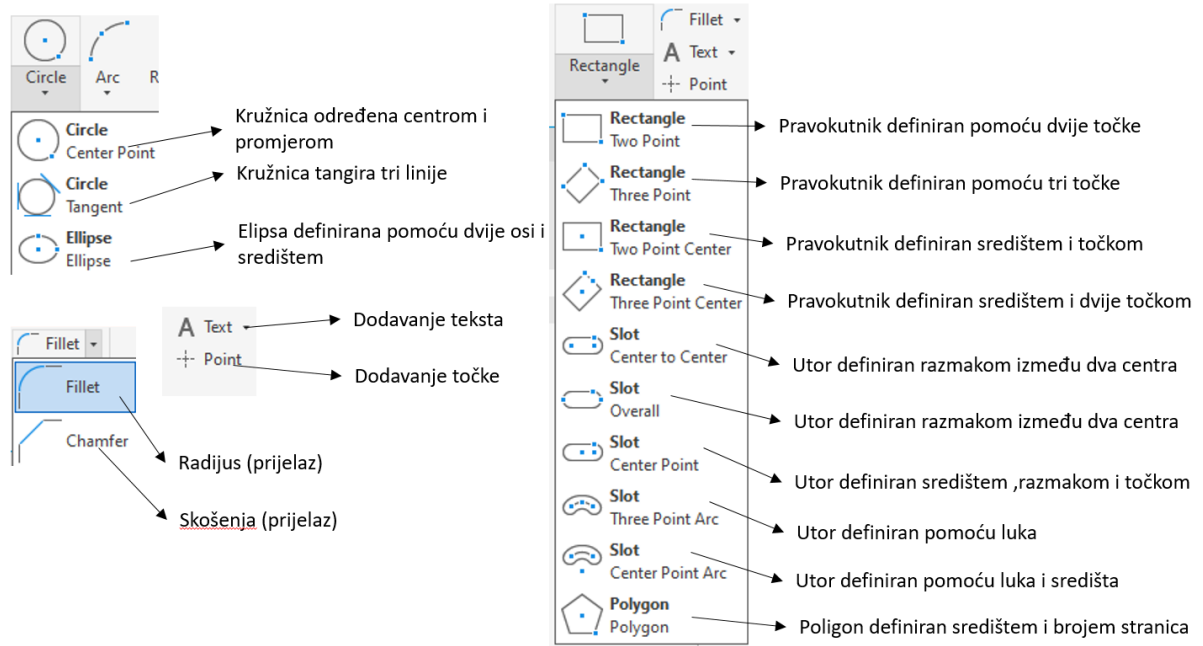 Circle
Arc
R
Circle
Center Point
Kružnica određena centrom i
promjerom
Circle
Tangent
Kružnica tangira tri linije
Ellipse
Ellipse
Elipsa definirana pomoću dvije osi i
središtem
Fillet
Fillet
Chamfer
Radijus (prijelaz)
Skošenja (prijelaz)
Text
Dodavanje teksta
Point
Dodavanje točke
Rectangle
Fillet
Text
Point
Rectangle
Two Point
Pravokutnik definiran pomoću dvije točke
Rectangle
Three Point
Pravokutnik definiran pomoću tri točke
Rectangle
Two Point Center
Pravokutnik definiran središtem i točkom
Rectangle
Three Point Center
Pravokutnik definiran središtem i dvije točkom
Slot
Center to Center
Utor definiran razmakom između dva centra
Slot
Overall
Utor definiran razmakom između dva centra
Slot
Center Point
Utor definiran središtem ,razmakom i točkom
Slot
Three Point Arc
Utor definiran pomoću luka
Slot
Center Point Arc
Utor definiran pomoću luka i središta
Polygon
Polygon
Poligon definiran središtem i brojem stranica